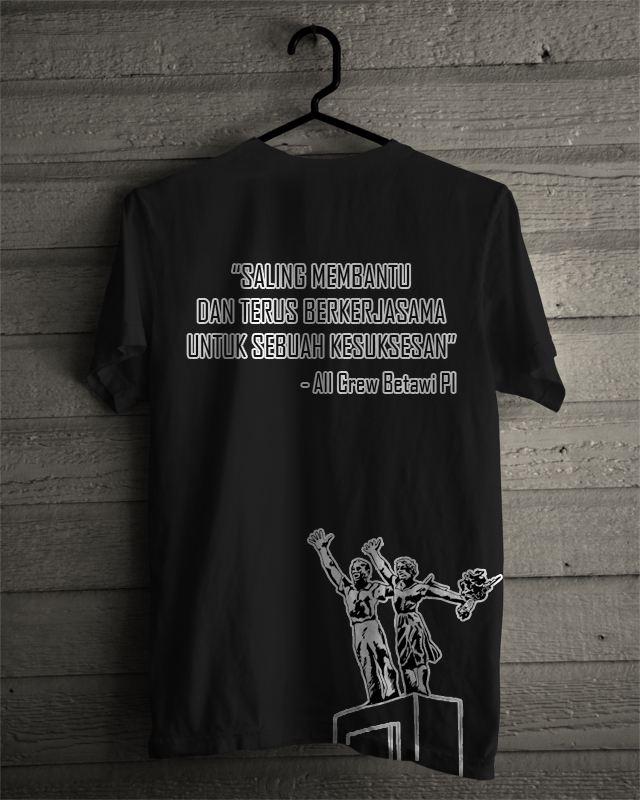 "SALING MEMBANTU
DAN TERUS BERKERJASAMA
UNTUK SEBUAH KESUKSESAN"
- All Crew Betawi PI